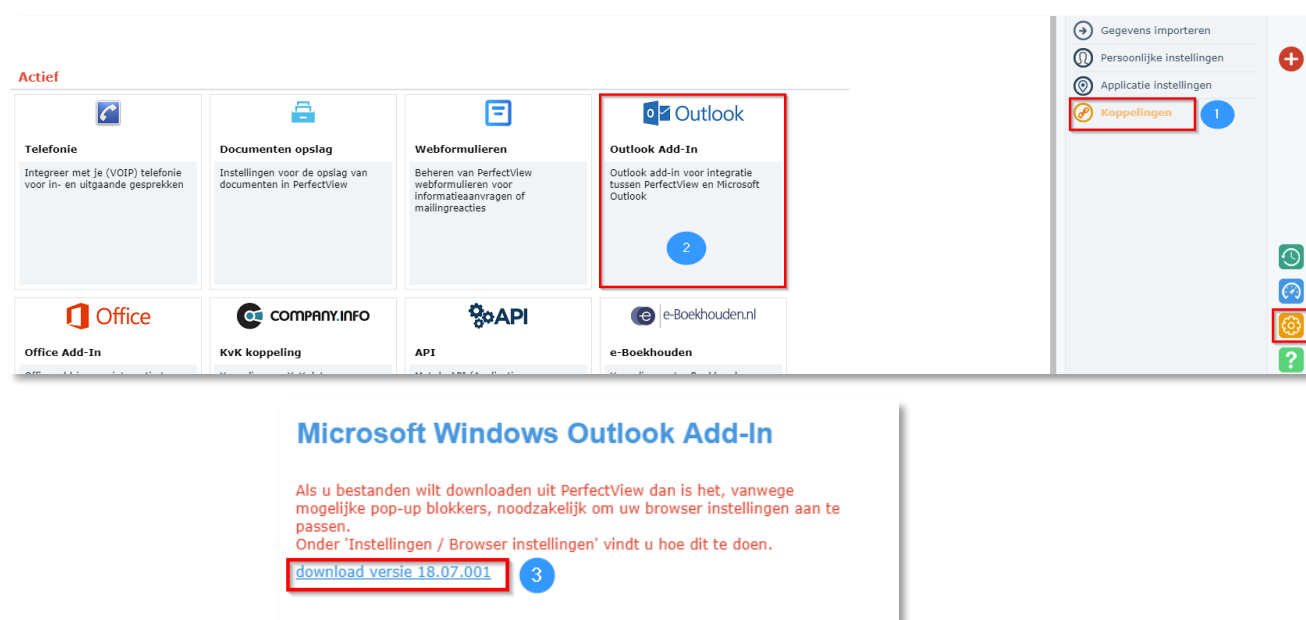 Gegevens importeren
Persoonlijke instellingen
Applicatie instellingen
Koppelingen
1
Actief
Outlook
Telefonie
Documenten opslag
Webformulieren
Outlook Add-In
Integreer met je (VOIP) telefonie
voor in- en uitgaande gesprekken
Instellingen voor de opslag van
documenten in PerfectView
Beheren van PerfectView
webformulieren voor
informatieaanvragen of
mailingreacties
Outlook add-in voor integratie
tussen PerfectView en Microsoft
Outlook
2
Office
COMPANY.INFO
API
e-Boekhouden.nl
Office Add-In
KvK koppeling
API
e-Boekhouden
?
Microsoft Windows Outlook Add-In
Als u bestanden wilt downloaden uit PerfectView dan is het, vanwege
mogelijke pop-up blokkers, noodzakelijk om uw browser instellingen aan te
passen.
Onder 'Instellingen / Browser instellingen' vindt u hoe dit te doen.
download versie 18.07.001
3